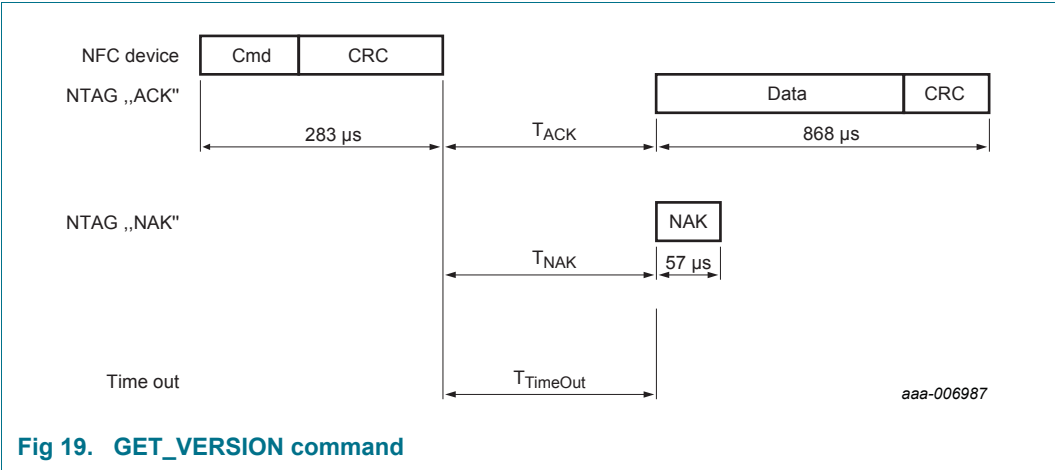 NFC device Cmd CRC
NTAG ,,ACK" Data CRC
283 µs TACK 868 µs
NTAG ,,NAK" NAK
TNAK 57 µs
Time out TTimeOut
aaa-006987
Fig 19. GET_VERSION command